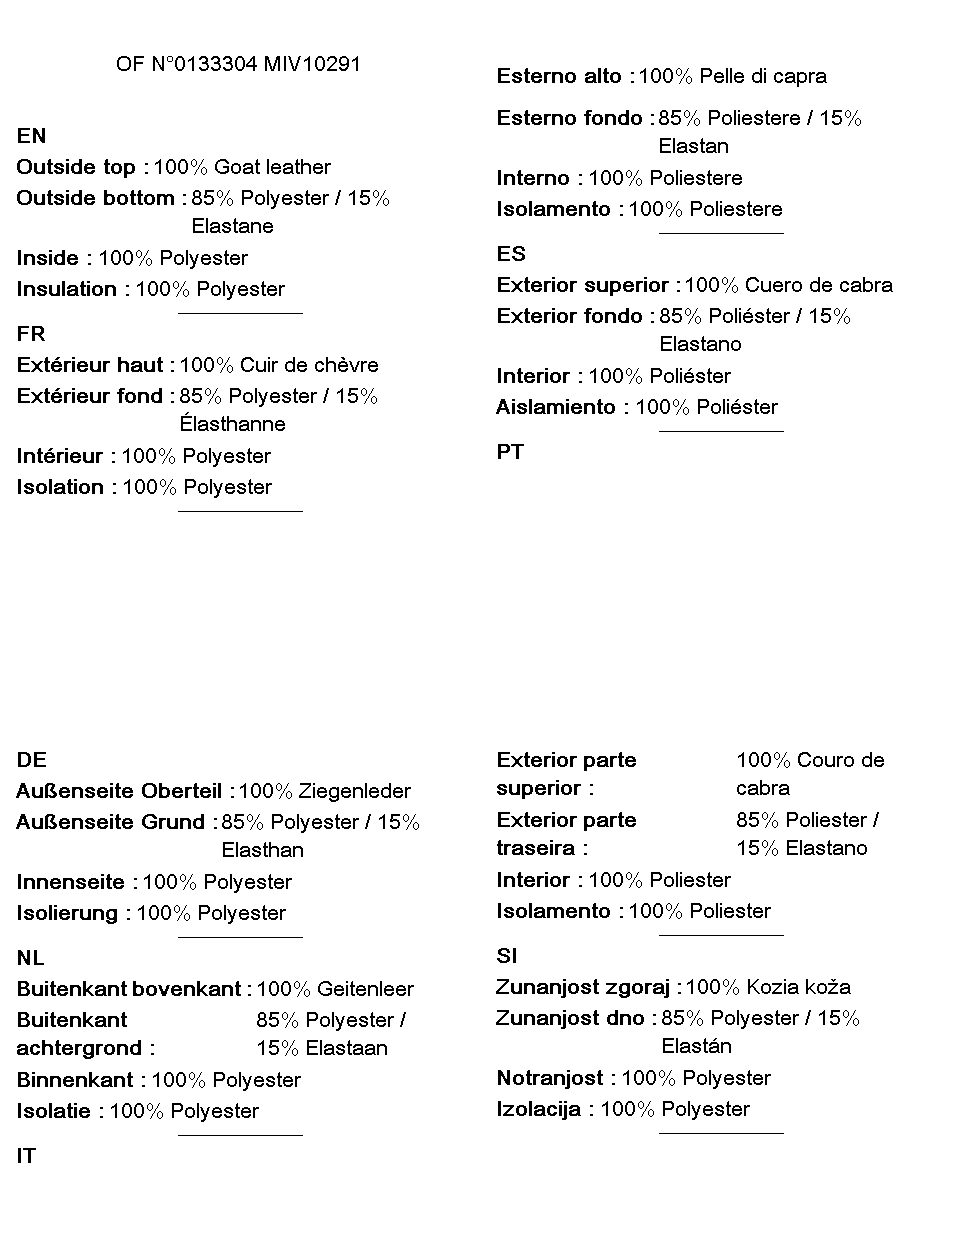 OF N°0133304 MIV10291
EN
Outside top : 100% Goat leather
Outside bottom : 85% Polyester / 15%
Elastane
Inside : 100% Polyester
Insulation : 100% Polyester
FR
Extérieur haut : 100% Cuir de chèvre
Extérieur fond : 85% Polyester / 15%
Élasthanne
Intérieur : 100% Polyester
Isolation : 100% Polyester
DE
Außenseite Oberteil : 100% Ziegenleder
Außenseite Grund : 85% Polyester / 15%
Elasthan
Innenseite : 100% Polyester
Isolierung : 100% Polyester
NL
Buitenkant bovenkant : 100% Geitenleer
Buitenkant 85% Polyester /
achtergrond : 15% Elastaan
Binnenkant : 100% Polyester
Isolatie : 100% Polyester
IT
Esterno alto : 100% Pelle di capra
Esterno fondo : 85% Poliestere / 15%
Elastan
Interno : 100% Poliestere
Isolamento : 100% Poliestere
ES
Exterior superior : 100% Cuero de cabra
Exterior fondo : 85% Poliéster / 15%
Elastano
Interior : 100% Poliéster
Aislamiento : 100% Poliéster
PT
Exterior parte 100% Couro de
superior : cabra
Exterior parte 85% Poliester /
traseira : 15% Elastano
Interior : 100% Poliester
Isolamento : 100% Poliester
SI
Zunanjost zgoraj : 100% Kozia koža
Zunanjost dno : 85% Polyester / 15%
Elastán
Notranjost : 100% Polyester
Izolacija : 100% Polyester